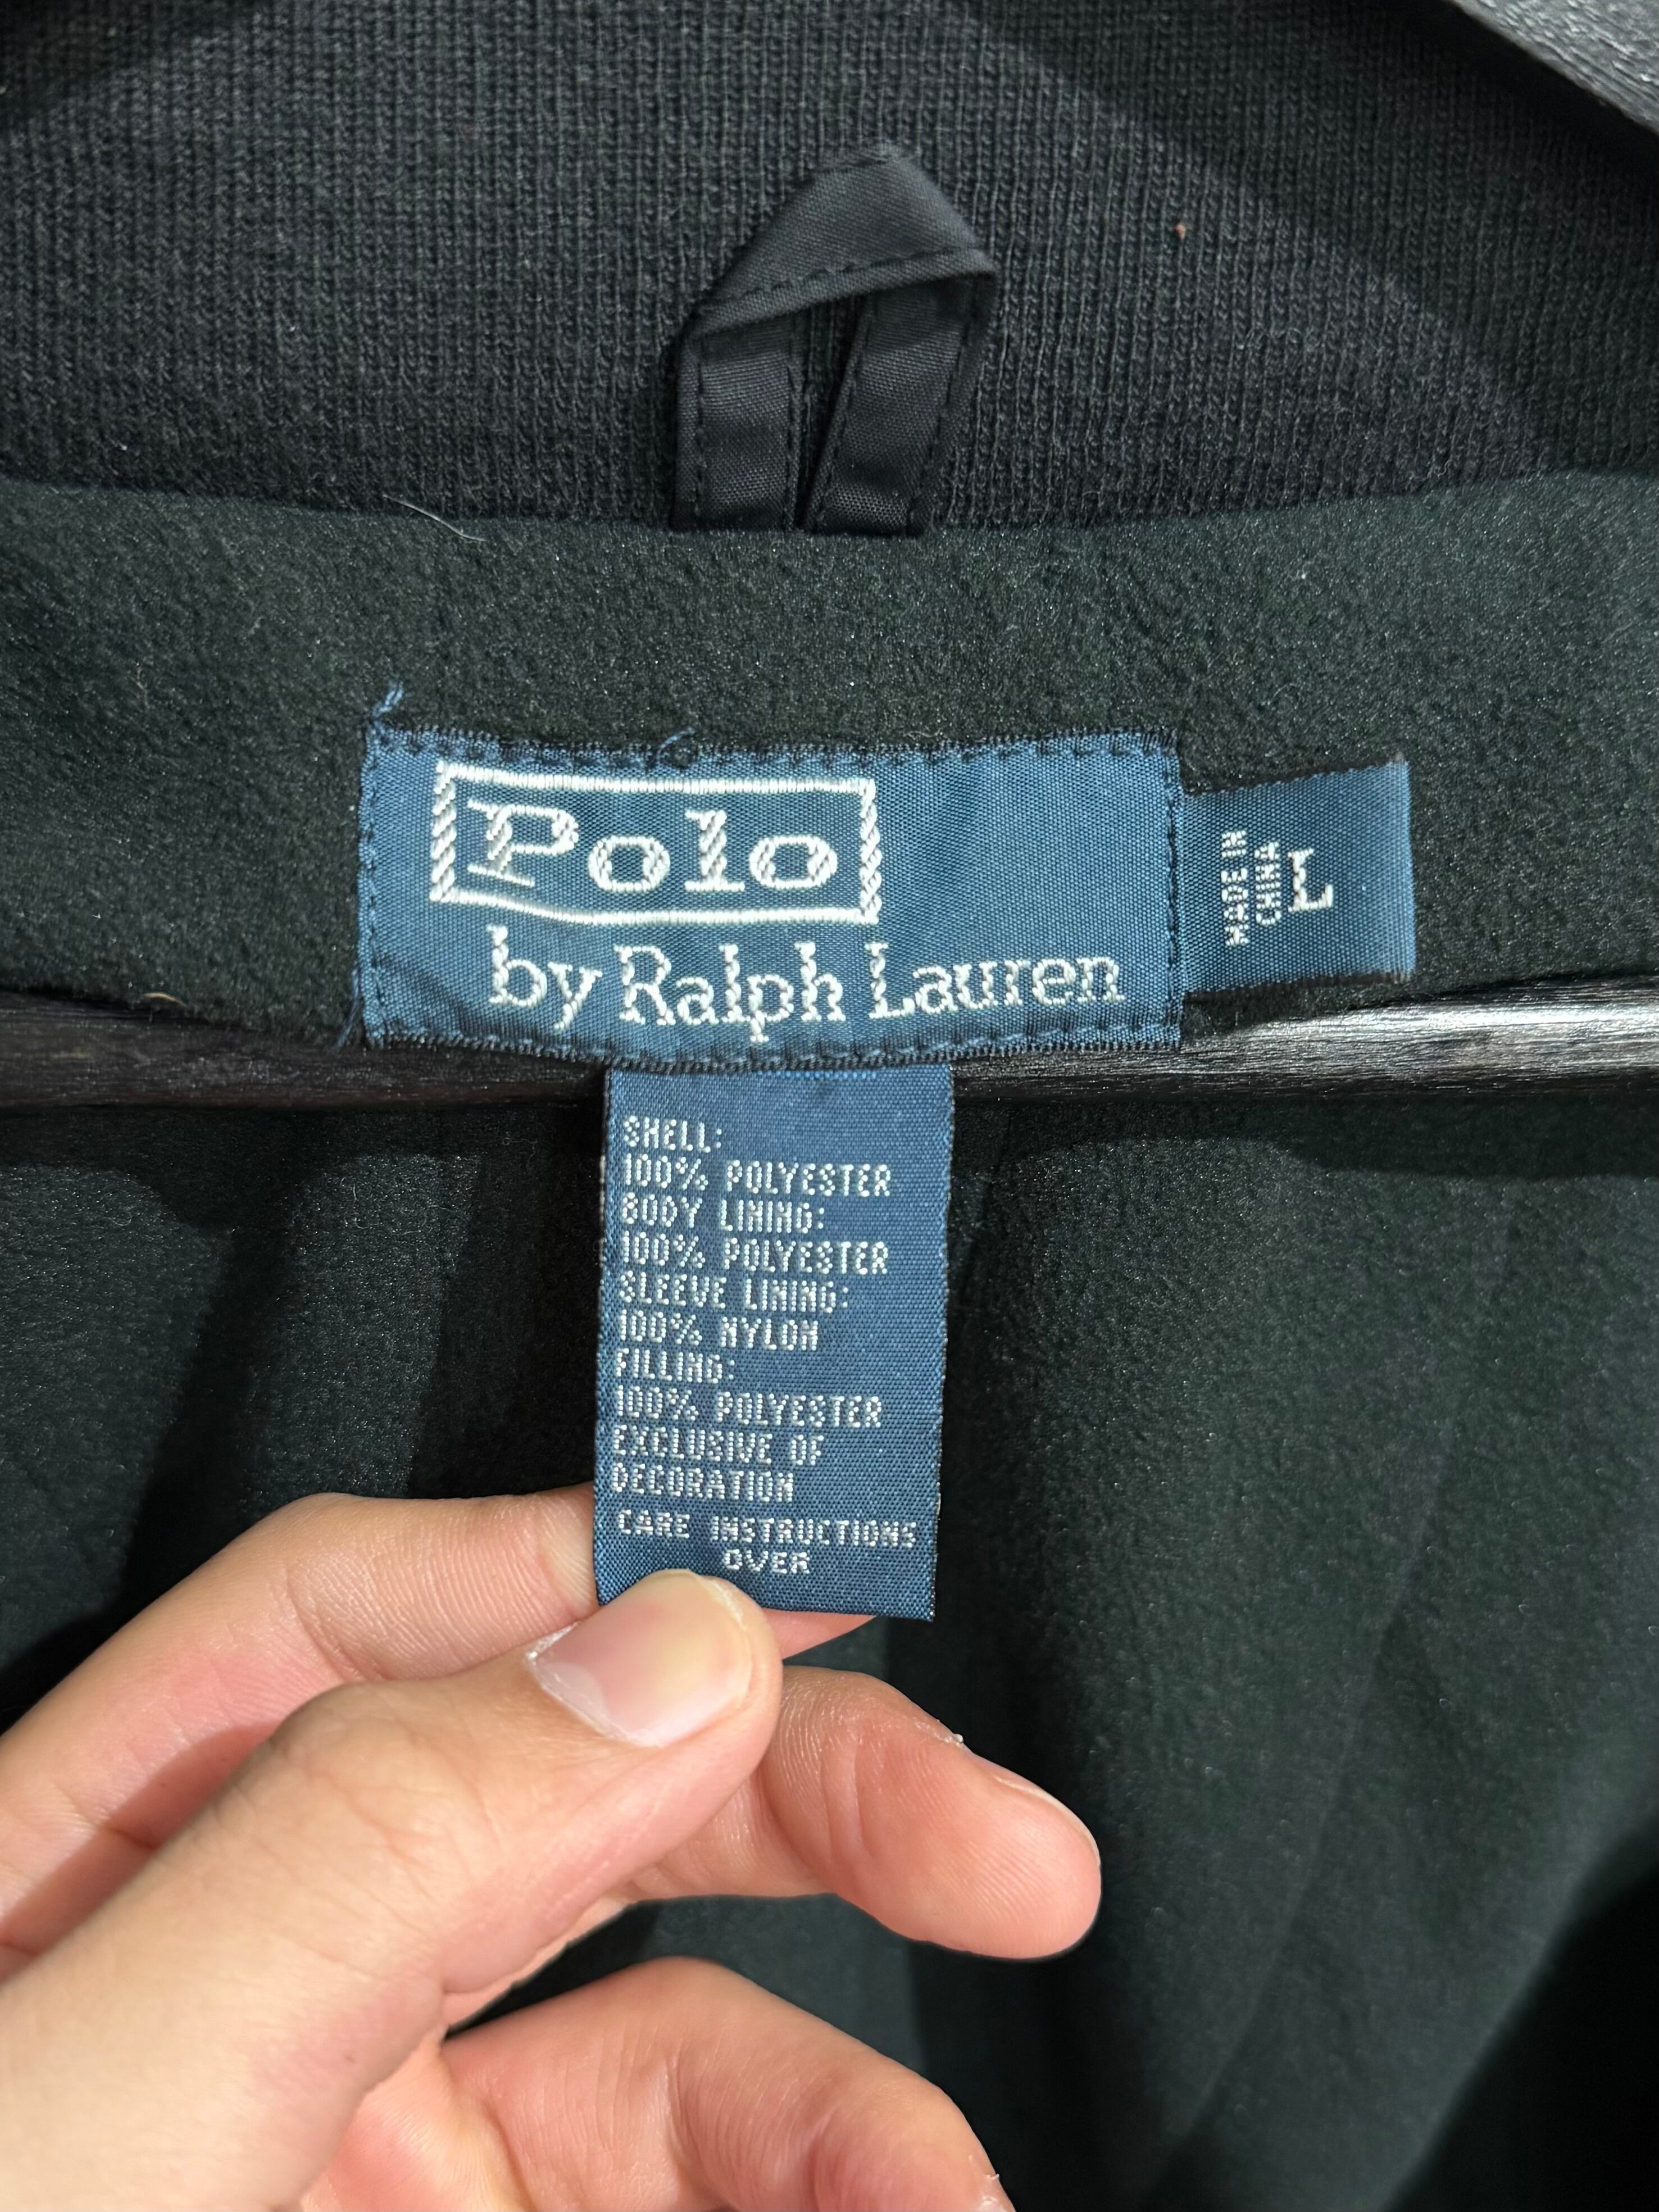 Polo
by Ralph Lauren
MADE IN
CHINA
L
SHELL:
100% POLYESTER
BODY LINING:
100% POLYESTER
SLEEVE LINING:
100% NYLON
FILLING:
100% POLYESTER
EXCLUSIVE OF
DECORATION
CARE INSTRUCTIONS
OVER